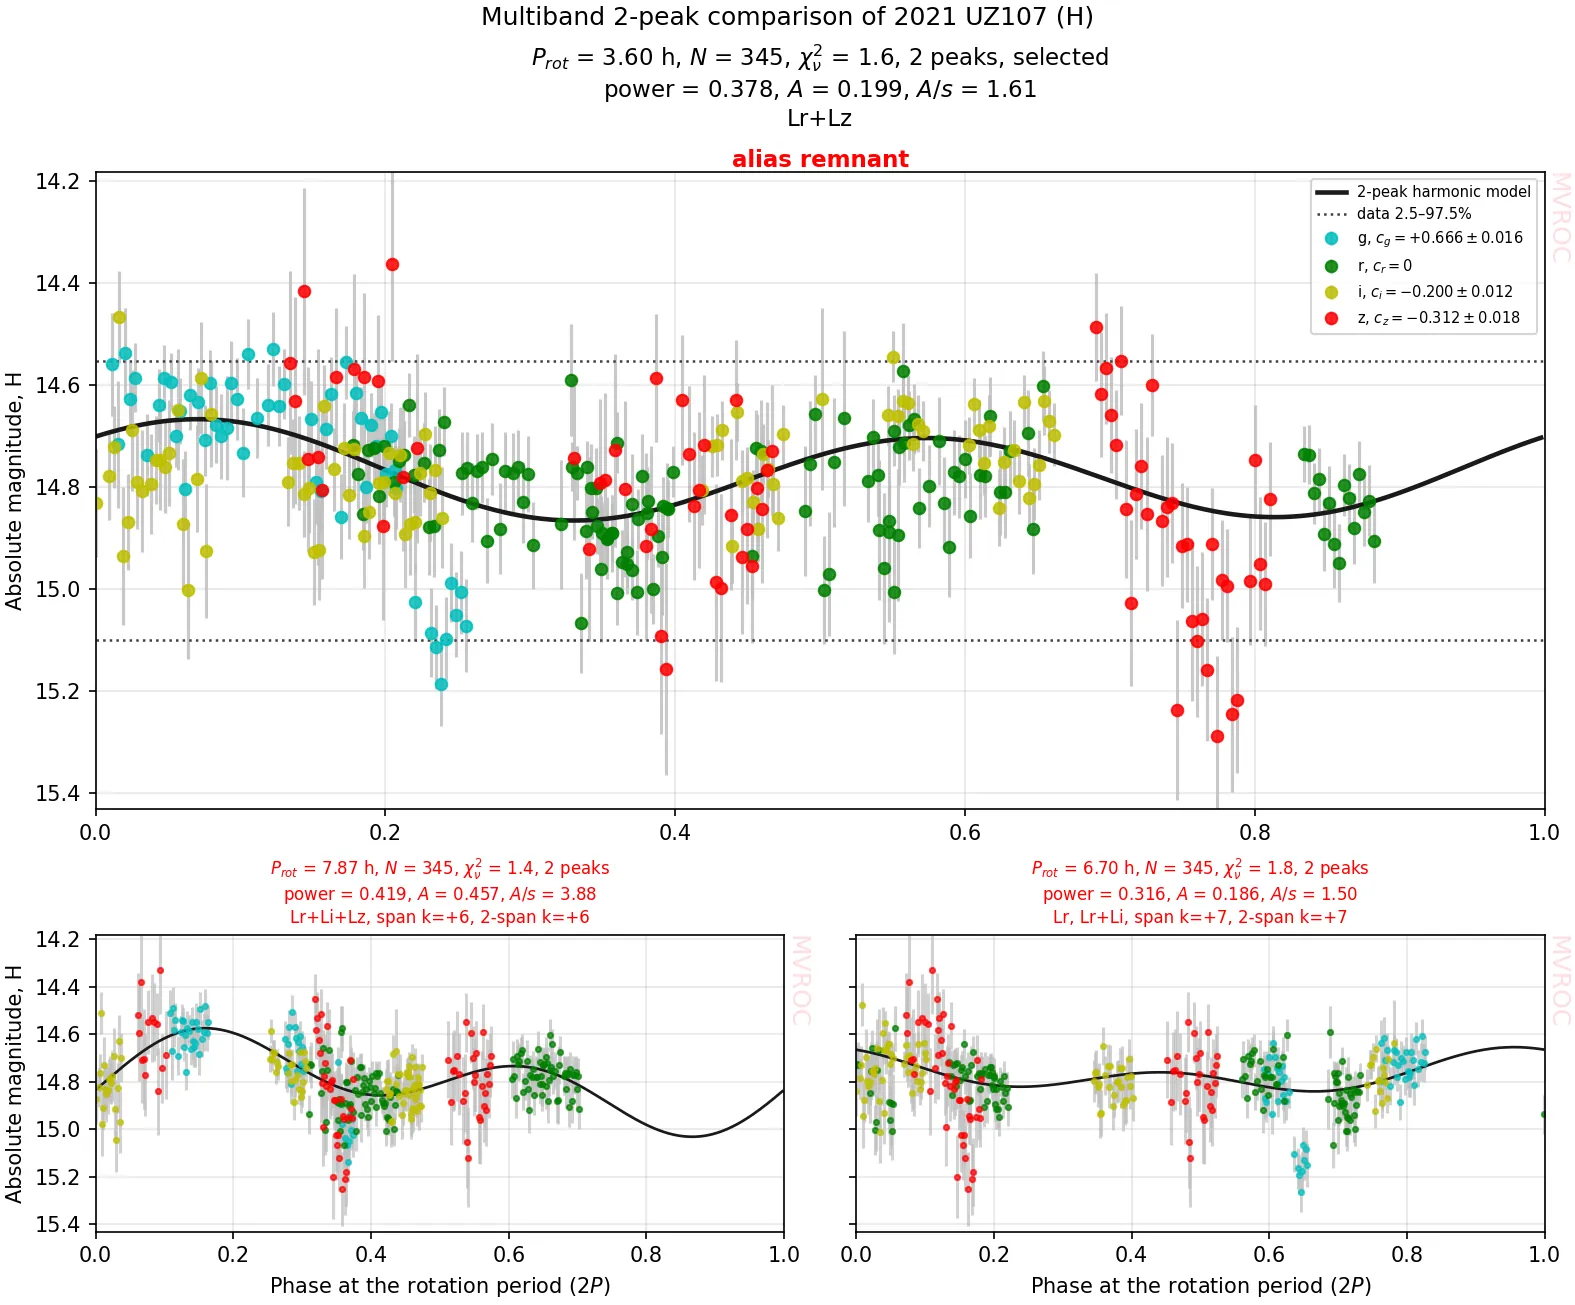 Multiband 2-peak comparison of 2021 UZ107 (H)
P_rot = 3.60 h, N = 345, χ²_ν = 1.6, 2 peaks, selected
power = 0.378, A = 0.199, A/s = 1.61
Lr+Lz
alias remnant
14.2
14.4
14.6
14.8
15.0
15.2
15.4
Absolute magnitude, H
2-peak harmonic model
data 2.5–97.5%
g, c_g = +0.666 ± 0.016
r, c_r = 0
i, c_i = −0.200 ± 0.012
z, c_z = −0.312 ± 0.018
MVROC
0.0 0.2 0.4 0.6 0.8 1.0
P_rot = 7.87 h, N = 345, χ²_ν = 1.4, 2 peaks
power = 0.419, A = 0.457, A/s = 3.88
Lr+Li+Lz, span k=+6, 2-span k=+6
14.2
14.4
14.6
14.8
15.0
15.2
15.4
Absolute magnitude, H
MVROC
0.0 0.2 0.4 0.6 0.8 1.0
Phase at the rotation period (2P)
P_rot = 6.70 h, N = 345, χ²_ν = 1.8, 2 peaks
power = 0.316, A = 0.186, A/s = 1.50
Lr, Lr+Li, span k=+7, 2-span k=+7
MVROC
0.0 0.2 0.4 0.6 0.8 1.0
Phase at the rotation period (2P)